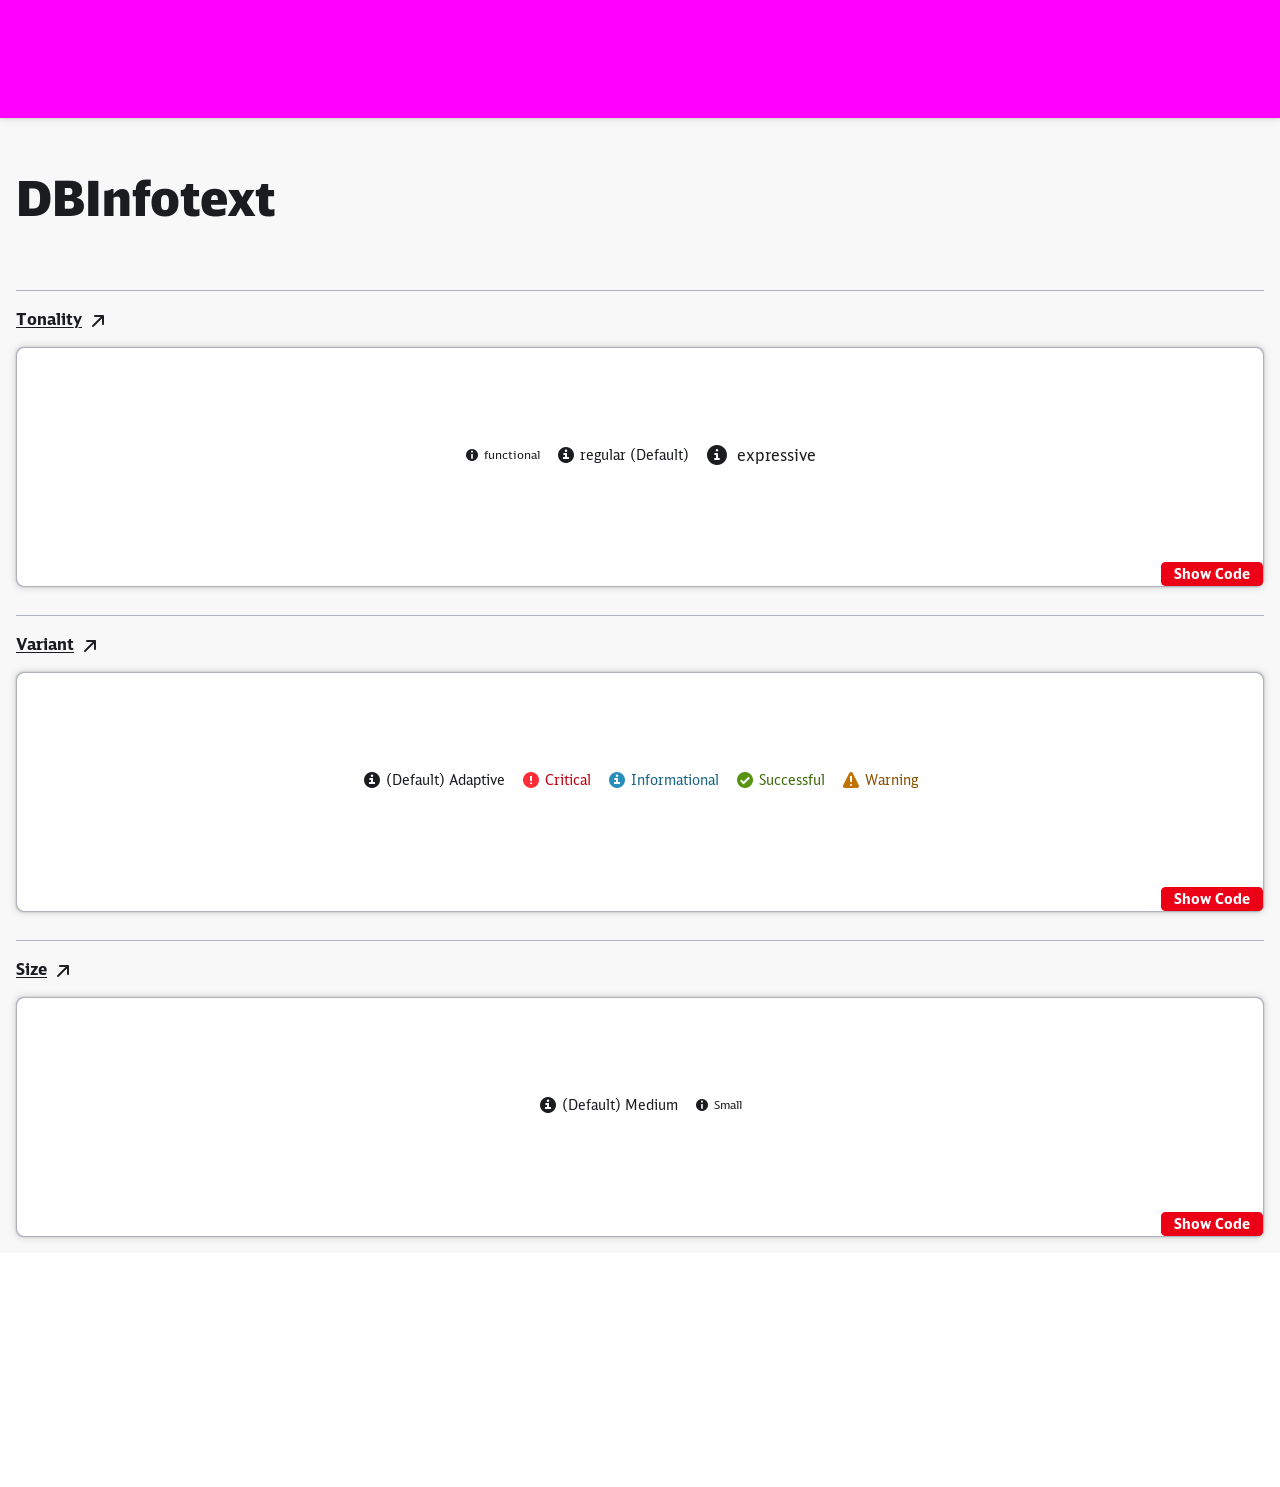 DBInfotext
Tonality
functional regular (Default) expressive
Show Code
Variant
(Default) Adaptive Critical Informational Successful Warning
Show Code
Size
(Default) Medium Small
Show Code